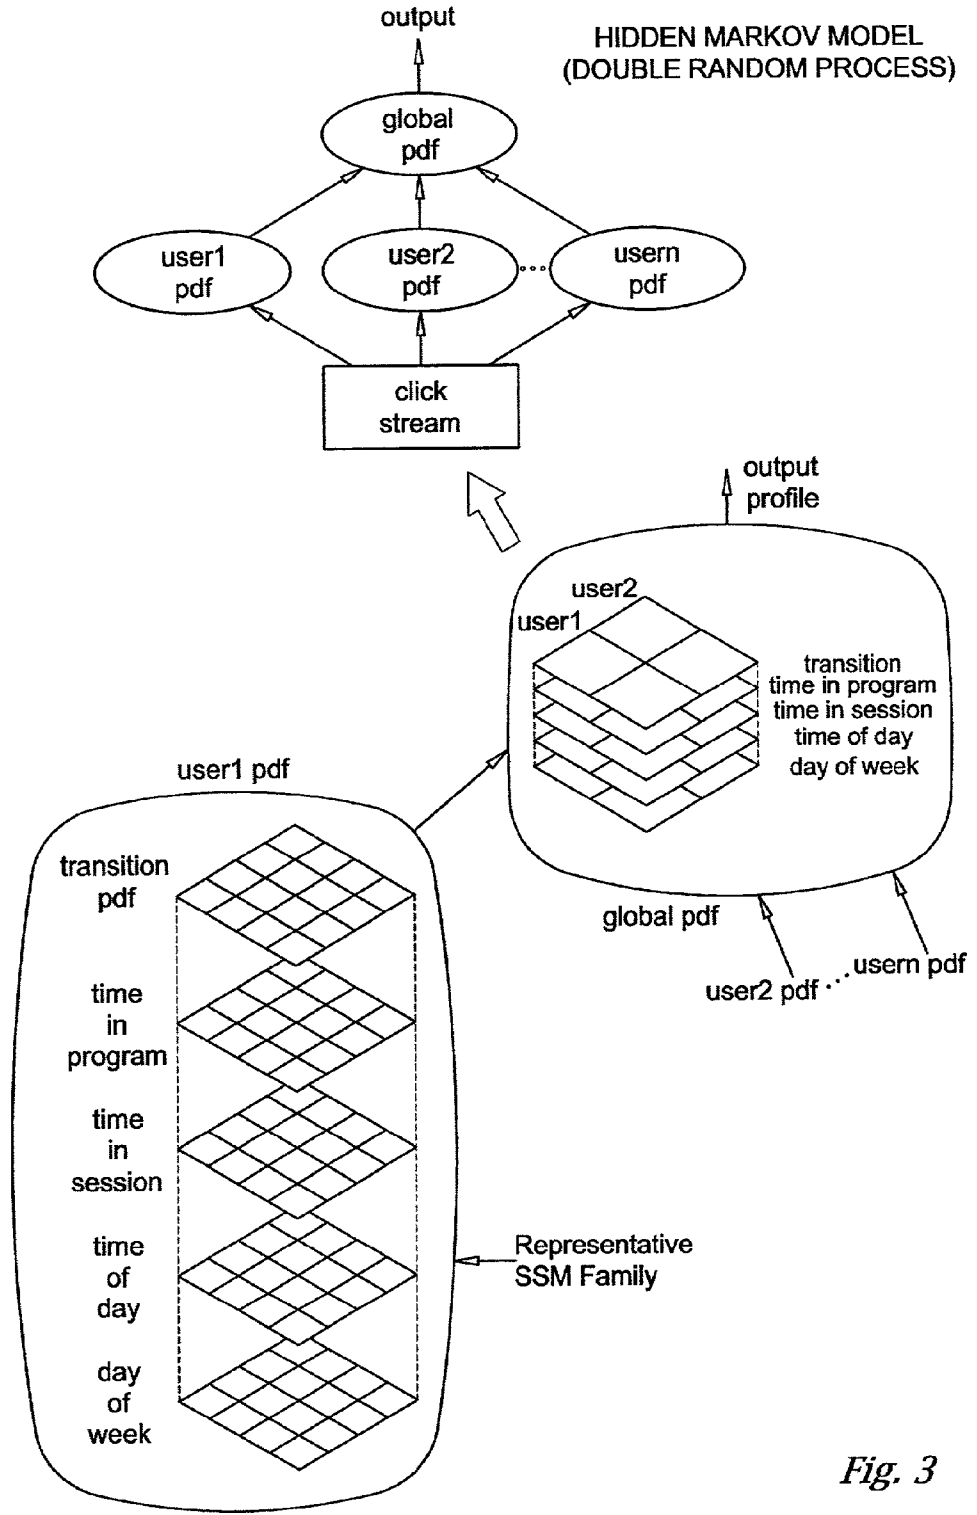 output
HIDDEN MARKOV MODEL
(DOUBLE RANDOM PROCESS)
global
pdf
user1
pdf
user2
pdf
usern
pdf
click
stream
output
profile
user2
user1
transition
time in program
time in session
time of day
day of week
user1 pdf
transition
pdf
global pdf
user2 pdf
usern pdf
time
in
program
time
in
session
time
of
day
Representative
SSM Family
day
of
week
Fig. 3